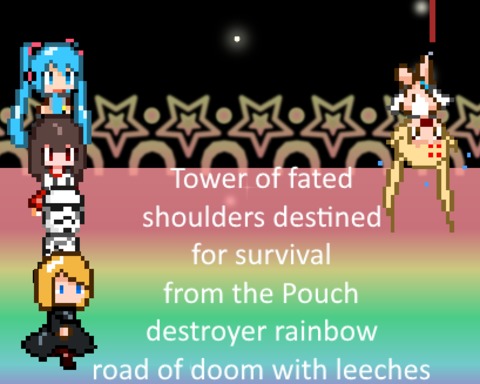 Tower of fated
shoulders destined
for survival
from the Pouch
destroyer rainbow
road of doom with leeches